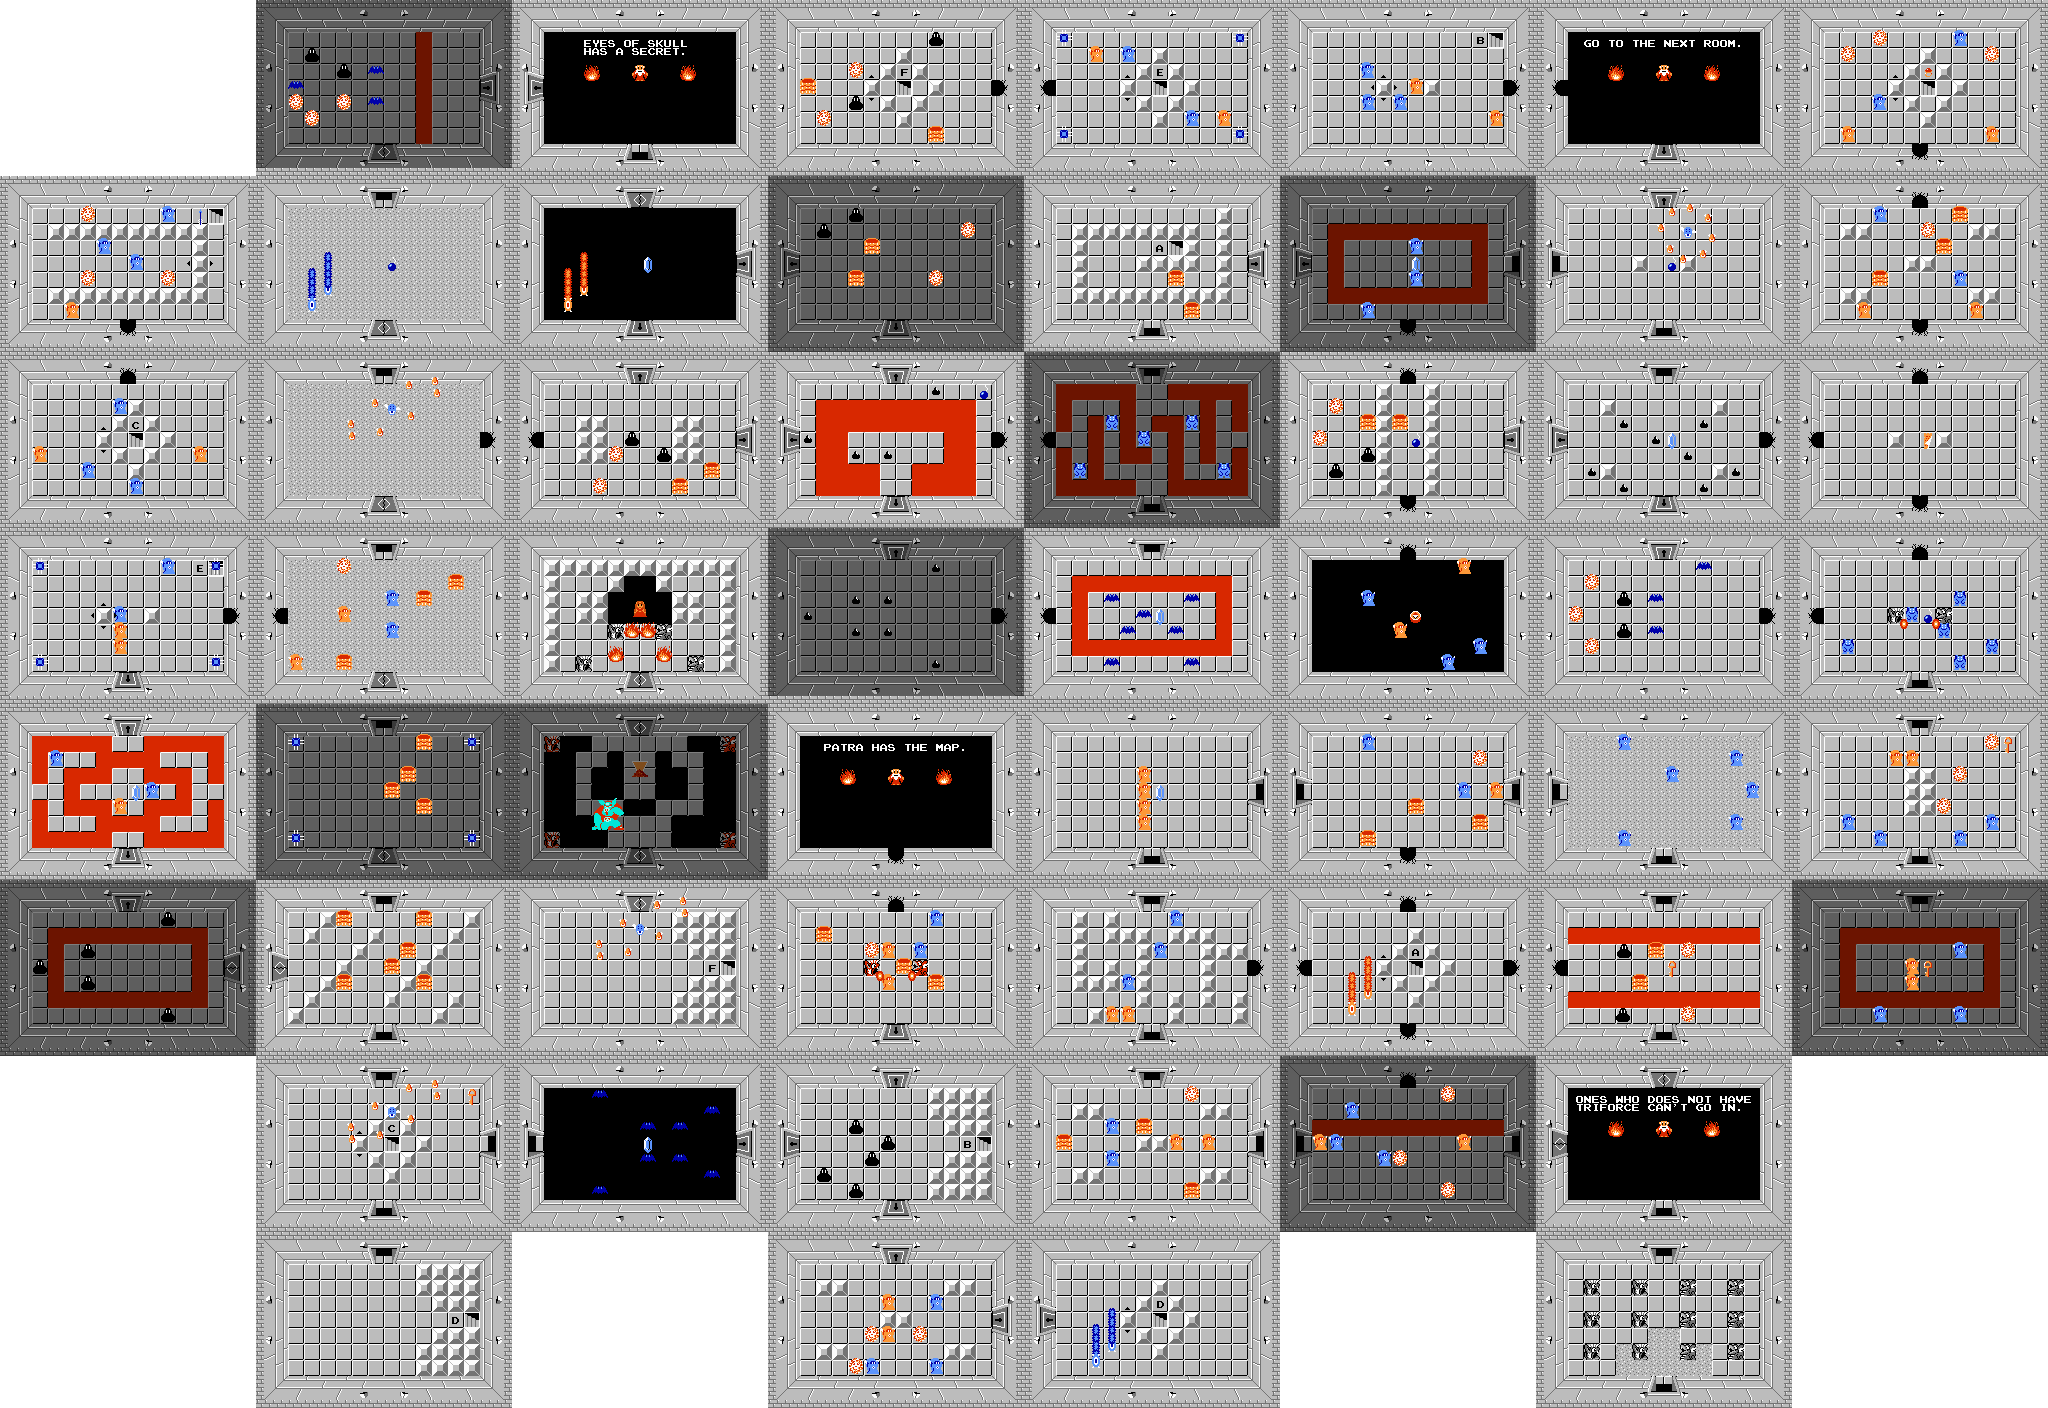 EYES OF SKULL
HAS A SECRET.
F
E
B
GO TO THE NEXT ROOM.
A
C
E
PATRA HAS THE MAP.
F
A
C
B
ONES WHO DOES NOT HAVE
TRIFORCE CAN'T GO IN.
D
D